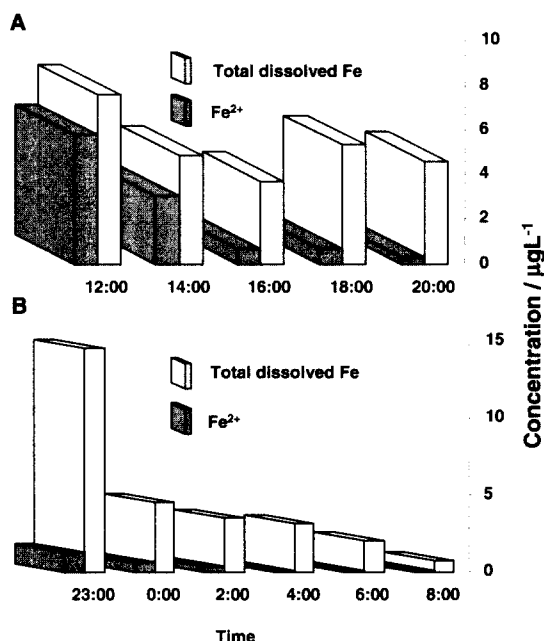 A
10
Total dissolved Fe
8
Fe²⁺
6
4
2
0
12:00 14:00 16:00 18:00 20:00
Concentration / µgL⁻¹
B
15
Total dissolved Fe
10
Fe²⁺
5
0
23:00 0:00 2:00 4:00 6:00 8:00
Time